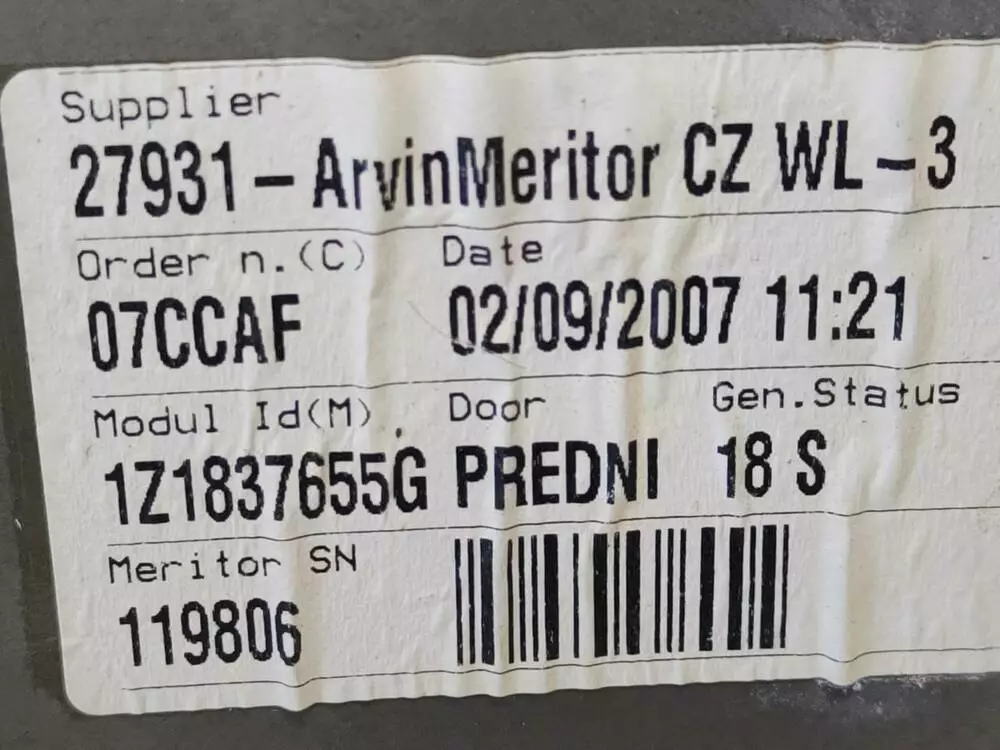 Supplier
27931-ArvinMeritor CZ WL-3
Order n.(C) Date
07CCAF 02/09/2007 11:21
Modul Id(M). Door Gen.Status
1Z1837655G PREDNI 18 S
Meritor SN
119806